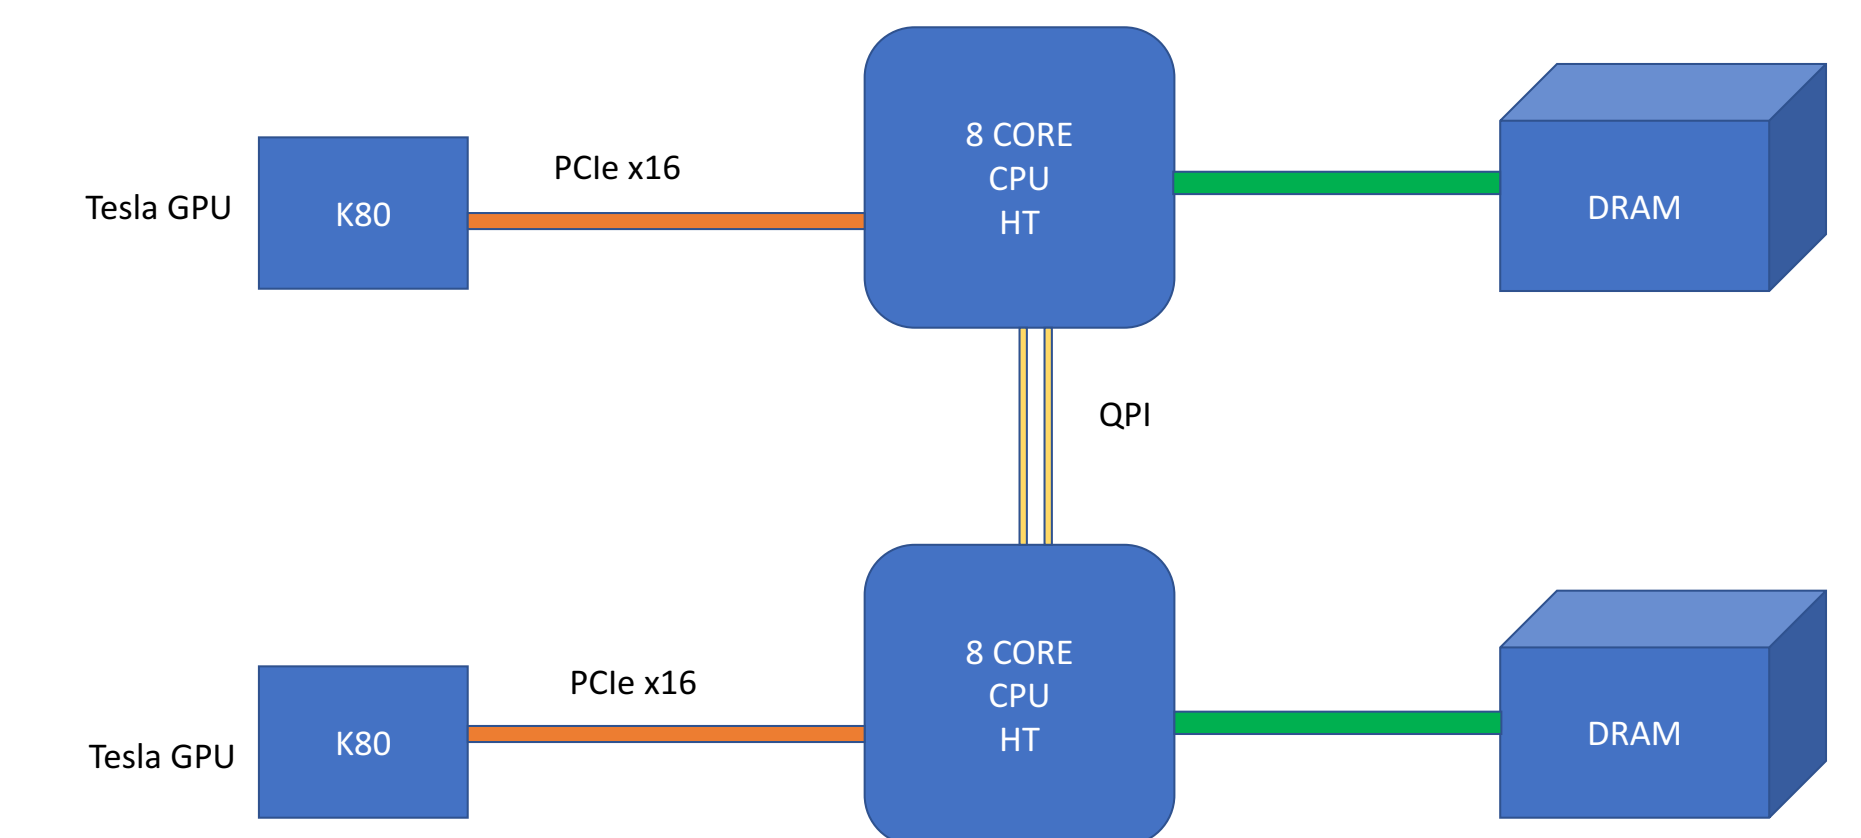 Tesla GPU
K80
PCIe x16
8 CORE
CPU
HT
DRAM
QPI
Tesla GPU
K80
PCIe x16
8 CORE
CPU
HT
DRAM